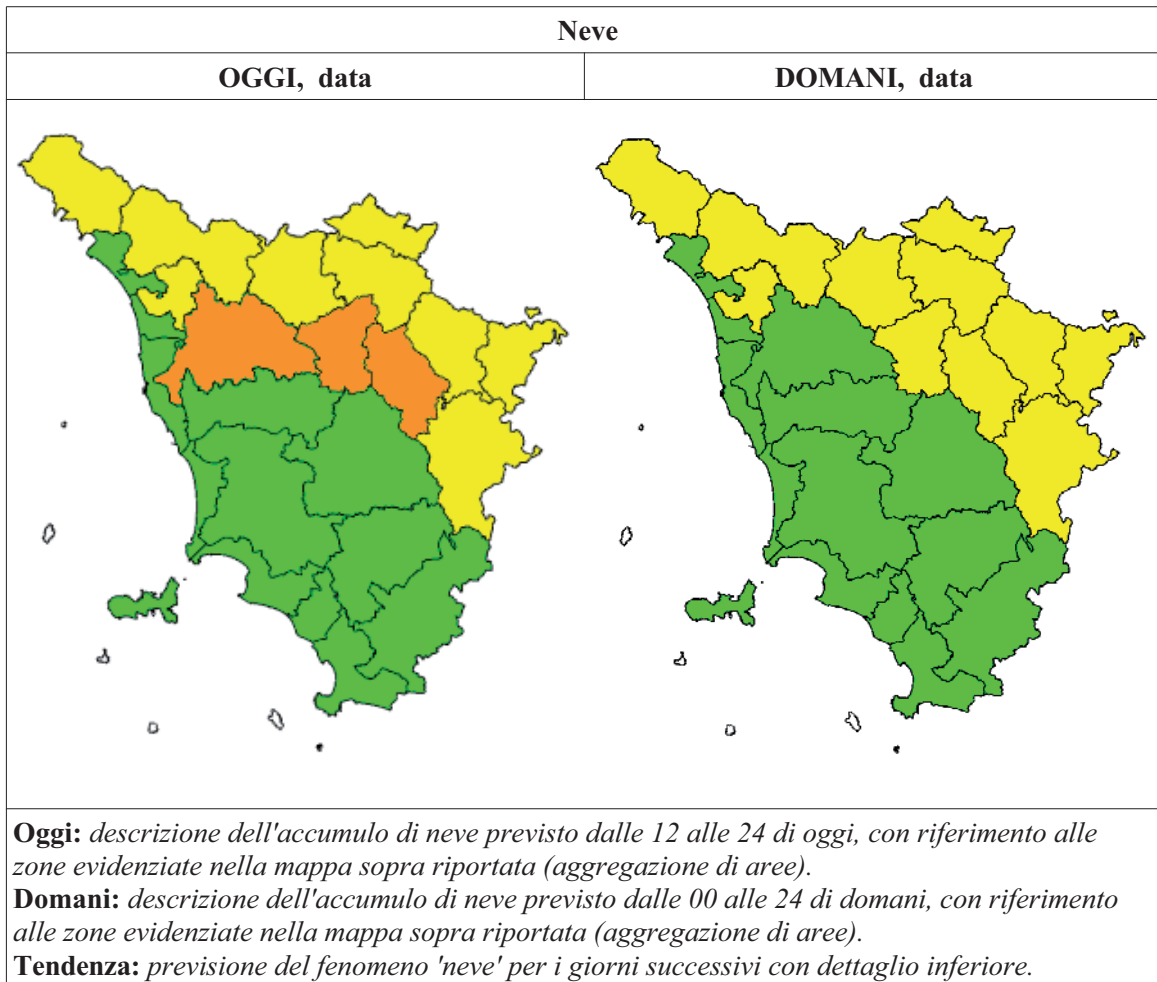 Neve
OGGI, data
DOMANI, data
Oggi: descrizione dell'accumulo di neve previsto dalle 12 alle 24 di oggi, con riferimento alle
zone evidenziate nella mappa sopra riportata (aggregazione di aree).
Domani: descrizione dell'accumulo di neve previsto dalle 00 alle 24 di domani, con riferimento
alle zone evidenziate nella mappa sopra riportata (aggregazione di aree).
Tendenza: previsione del fenomeno 'neve' per i giorni successivi con dettaglio inferiore.